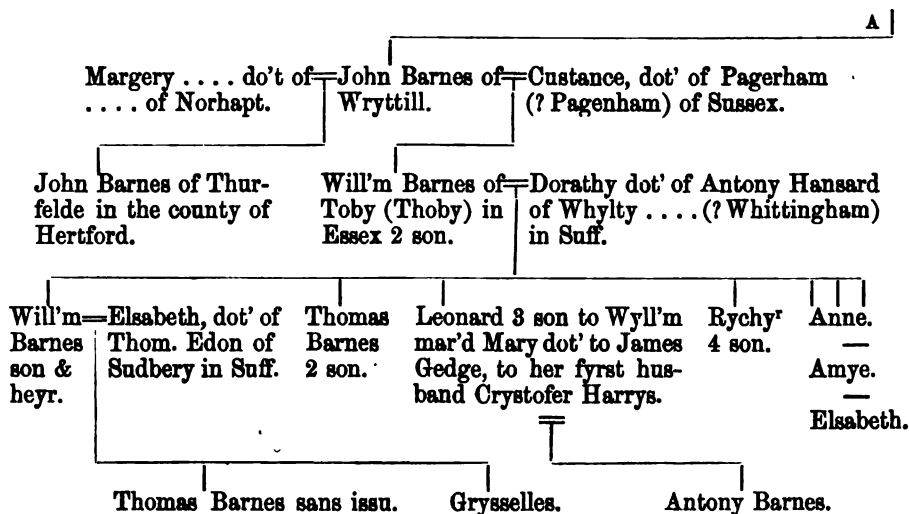 A
Margery .... do't of John Barnes of Custance, dot' of Pagerham
.... of Norhapt. Wryttill. (? Pagenham) of Sussex.
John Barnes of Thur-
felde in the county of
Hertford.
Will'm Barnes of
Toby (Thoby) in
Essex 2 son.
Dorathy dot' of Antony Hansard
of Whylty .... (? Whittingham)
in Suff.
Will'm
Barnes
son &
heyr.
Elsabeth, dot' of
Thom. Edon of
Sudbery in Suff.
Thomas
Barnes
2 son.
Leonard 3 son to Wyll'm
mar'd Mary dot' to James
Gedge, to her fyrst hus-
band Crystofer Harrys.
Rychyr
4 son.
Anne.
—
Amye.
—
Elsabeth.
Thomas Barnes sans issu. Grysselles. Antony Barnes.